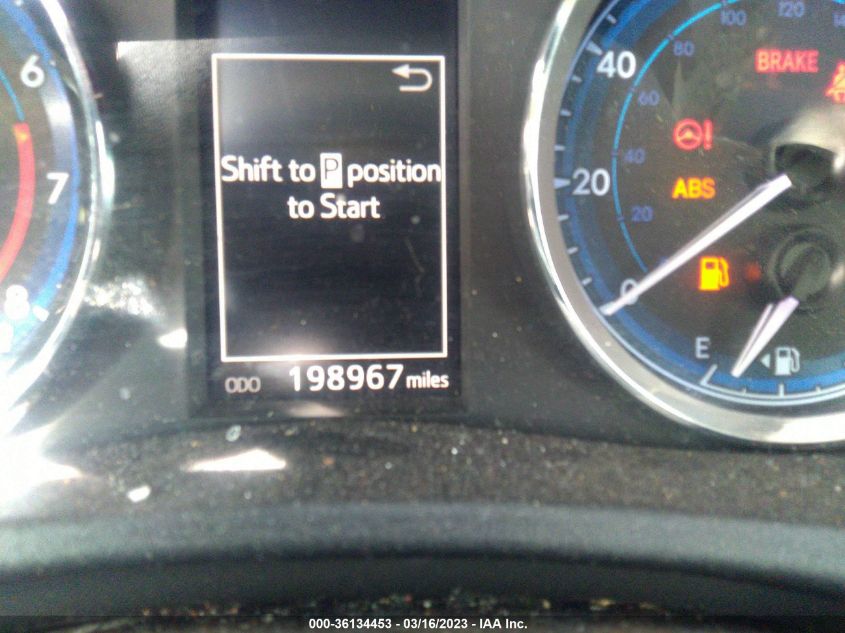 6
7
8
Shift to P position
to Start
ODO 198967 miles
100
120
80
40
BRAKE
60
40
20
ABS
20
0
E
000-36134453 - 03/16/2023 - IAA Inc.